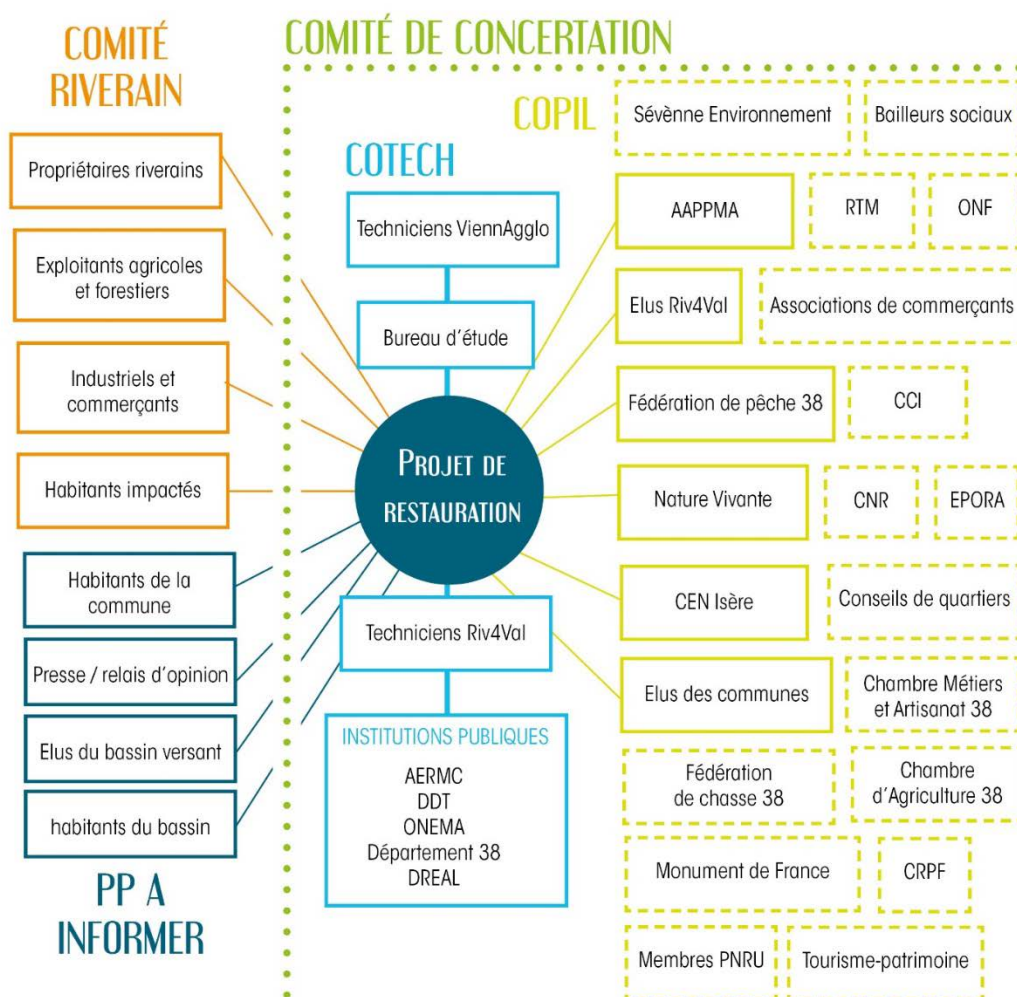 COMITÉ
RIVERAIN
Propriétaires riverains
Exploitants agricoles
et forestiers
Industriels et
commerçants
Habitants impactés
Habitants de la
commune
Presse / relais d'opinion
Elus du bassin versant
habitants du bassin
PP A
INFORMER
COMITÉ DE CONCERTATION
COTECH
Techniciens ViennAgglo
Bureau d'étude
PROJET DE
RESTAURATION
Techniciens Riv4Val
INSTITUTIONS PUBLIQUES
AERMC
DDT
ONEMA
Département 38
DREAL
COPIL
Sévènne Environnement
Bailleurs sociaux
AAPPMA
RTM
ONF
Elus Riv4Val
Associations de commerçants
Fédération de pêche 38
CCI
Nature Vivante
CNR
EPORA
CEN Isère
Conseils de quartiers
Elus des communes
Chambre Métiers
et Artisanat 38
Fédération
de chasse 38
Chambre
d'Agriculture 38
Monument de France
CRPF
Membres PNRU
Tourisme-patrimoine